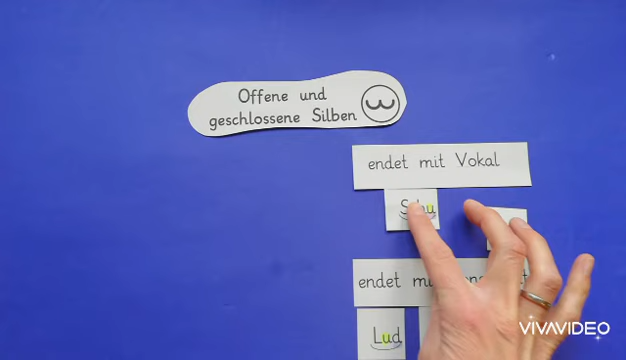 Offene und
geschlossene Silben
endet mit Vokal
endet
Lud
VIVAVIDEO